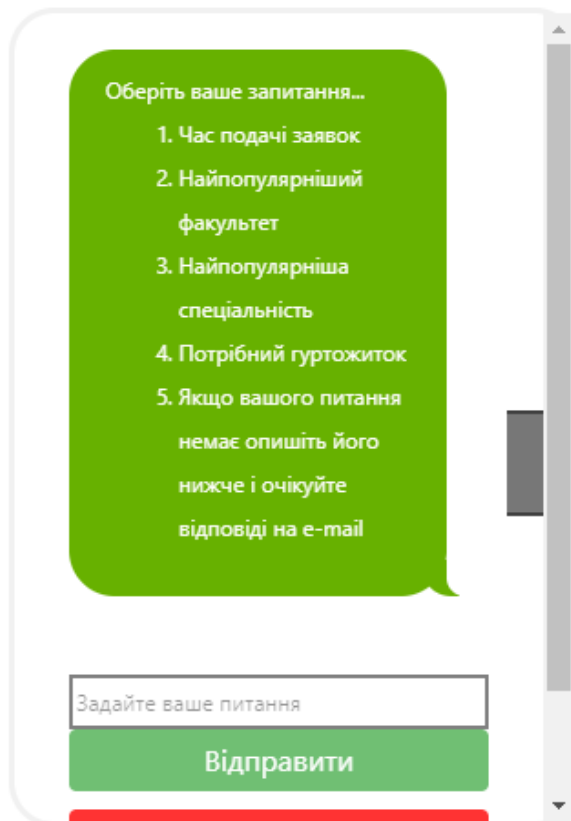 Оберіть ваше запитання...
1. Час подачі заявок
2. Найпопулярніший
факультет
3. Найпопулярніша
спеціальність
4. Потрібний гуртожиток
5. Якщо вашого питання
немає опишіть його
нижче і очікуйте
відповіді на e-mail
Задайте ваше питання
Відправити